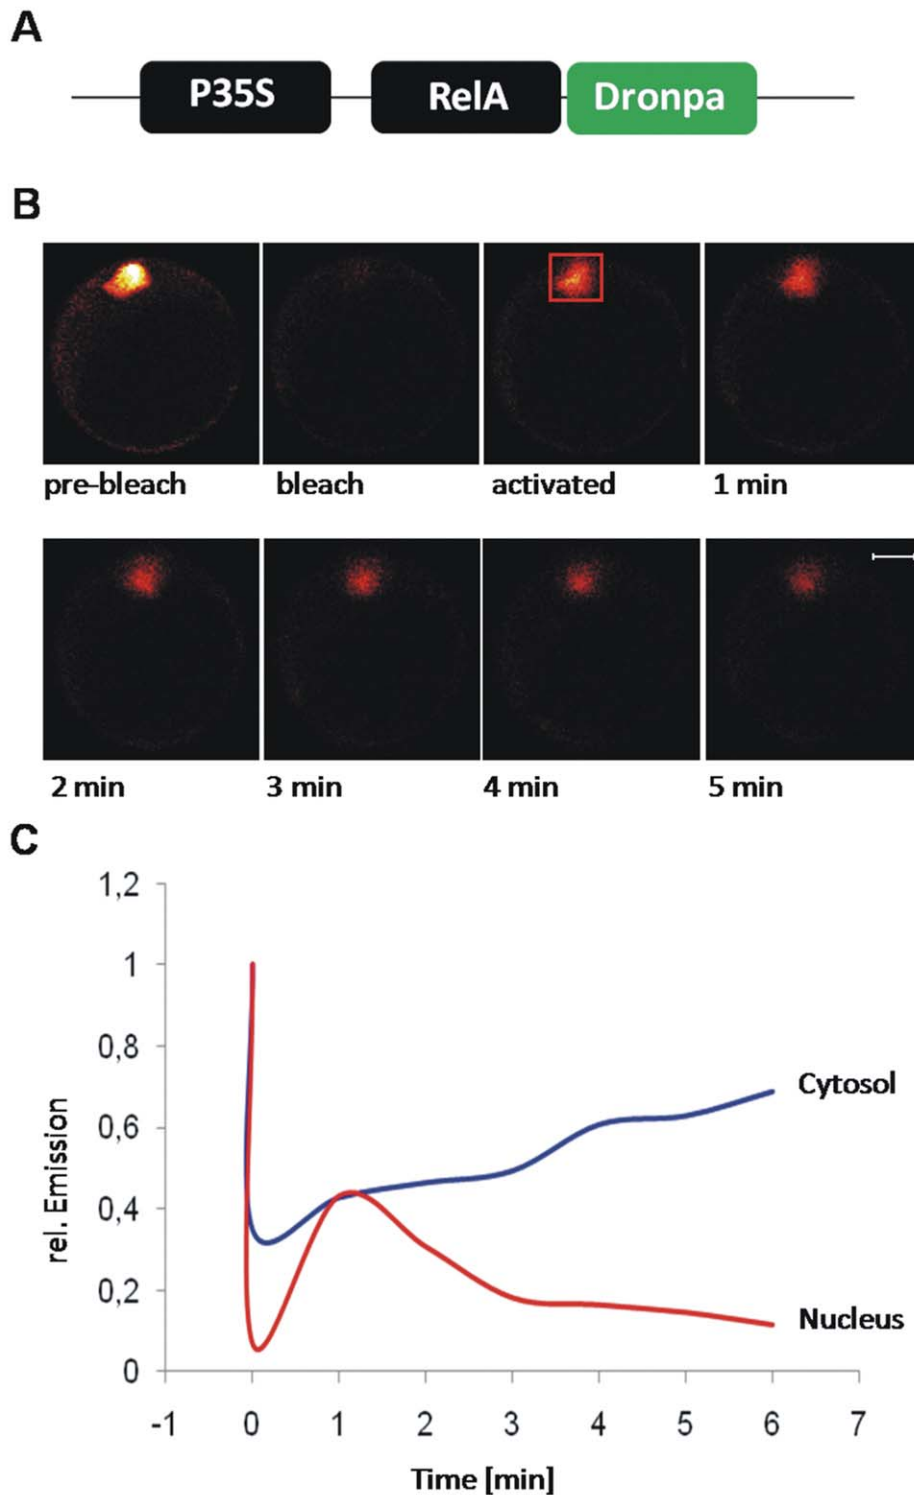 A
P35S RelA Dronpa
B
pre-bleach bleach activated 1 min
2 min 3 min 4 min 5 min
C
1,2
1
0,8
0,6
0,4
0,2
0
rel. Emission
Cytosol
Nucleus
-1 0 1 2 3 4 5 6 7
Time [min]